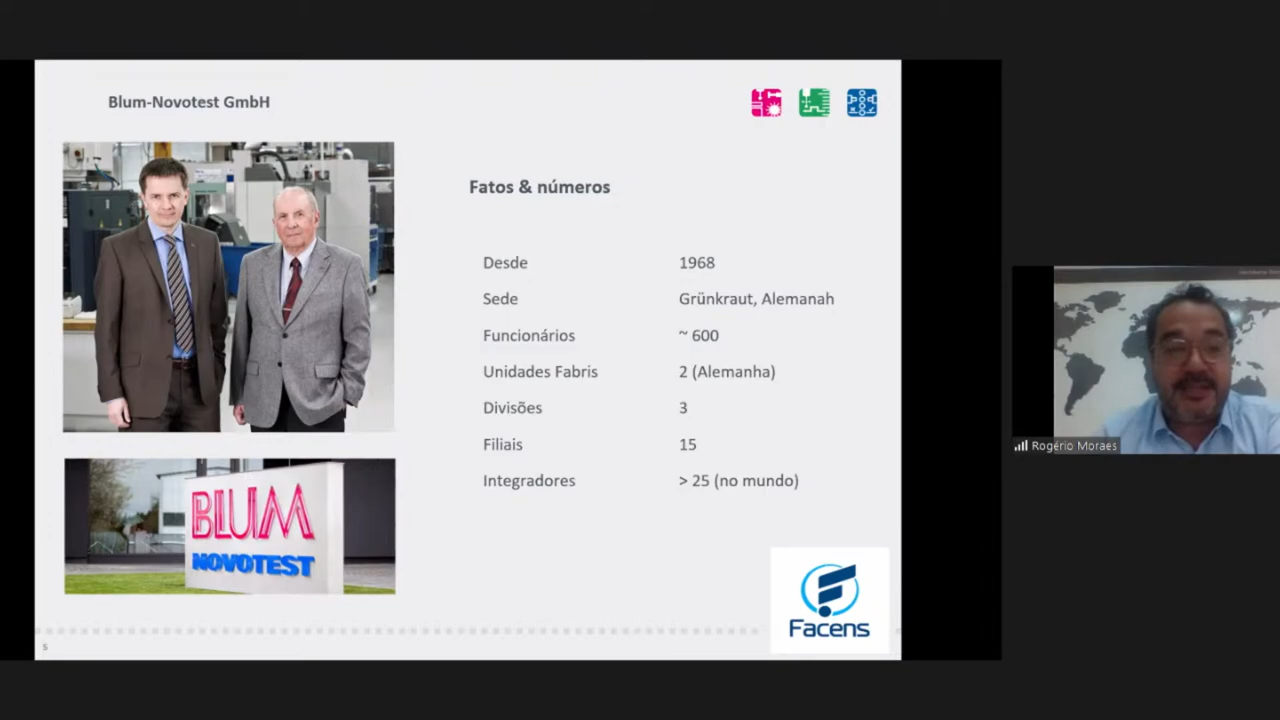 Blum-Novotest GmbH
Fatos & números
Desde 1968
Sede Grünkraut, Alemanah
Funcionários ~ 600
Unidades Fabris 2 (Alemanha)
Divisões 3
Filiais 15
Integradores > 25 (no mundo)
BLUM
NOVOTEST
Facens
5
Rogério Moraes